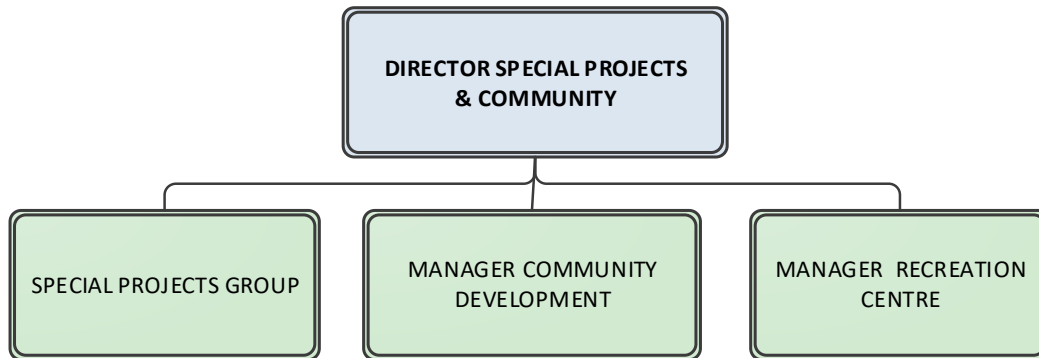 DIRECTOR SPECIAL PROJECTS
& COMMUNITY
SPECIAL PROJECTS GROUP
MANAGER COMMUNITY
DEVELOPMENT
MANAGER RECREATION
CENTRE